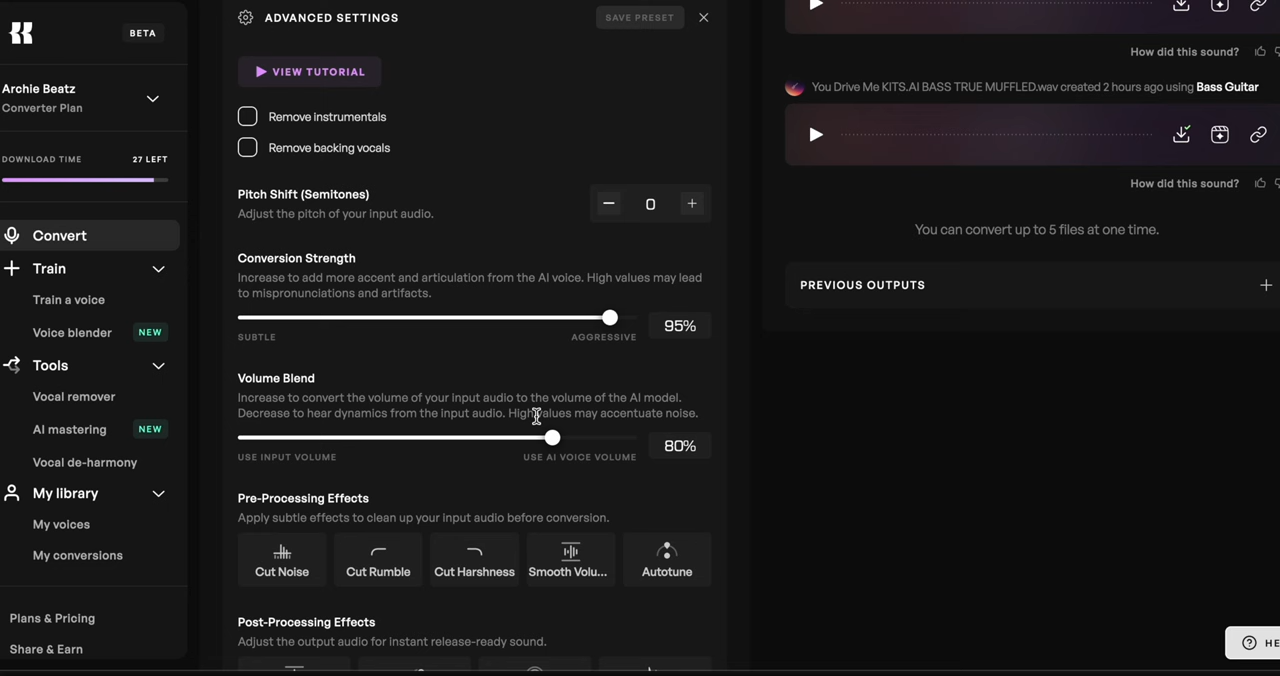 BETA
Archie Beatz
Converter Plan
DOWNLOAD TIME 27 LEFT
Convert
Train
Train a voice
Voice blender NEW
Tools
Vocal remover
AI mastering NEW
Vocal de-harmony
My library
My voices
My conversions
Plans & Pricing
Share & Earn
ADVANCED SETTINGS SAVE PRESET
VIEW TUTORIAL
Remove instrumentals
Remove backing vocals
Pitch Shift (Semitones)
Adjust the pitch of your input audio.
0
Conversion Strength
Increase to add more accent and articulation from the AI voice. High values may lead
to mispronunciations and artifacts.
95%
SUBTLE AGGRESSIVE
Volume Blend
Increase to convert the volume of your input audio to the volume of the AI model.
Decrease to hear dynamics from the input audio. High values may accentuate noise.
80%
USE INPUT VOLUME USE AI VOICE VOLUME
Pre-Processing Effects
Apply subtle effects to clean up your input audio before conversion.
Cut Noise Cut Rumble Cut Harshness Smooth Volu... Autotune
Post-Processing Effects
Adjust the output audio for instant release-ready sound.
How did this sound?
You Drive Me KITS.AI BASS TRUE MUFFLED.wav created 2 hours ago using Bass Guitar
How did this sound?
You can convert up to 5 files at one time.
PREVIOUS OUTPUTS
HE